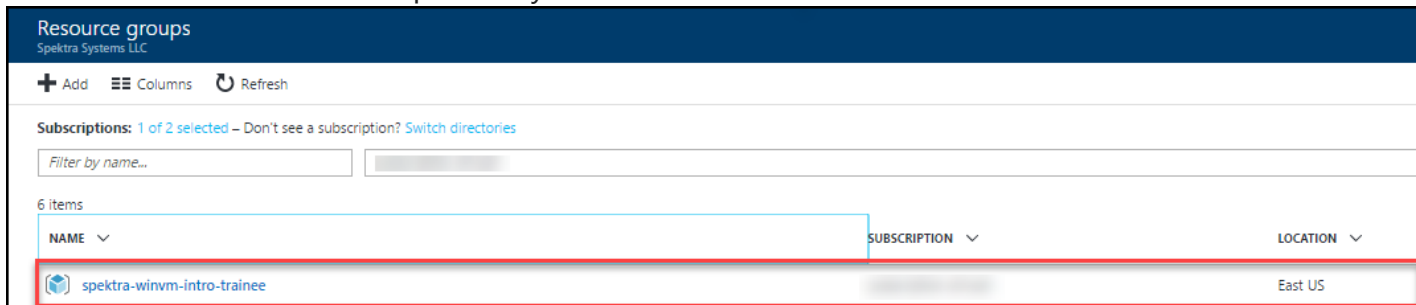 Resource groups
Spektra Systems LLC
Add Columns Refresh
Subscriptions: 1 of 2 selected – Don't see a subscription? Switch directories
Filter by name...
6 items
NAME SUBSCRIPTION LOCATION
spektra-winvm-intro-trainee East US